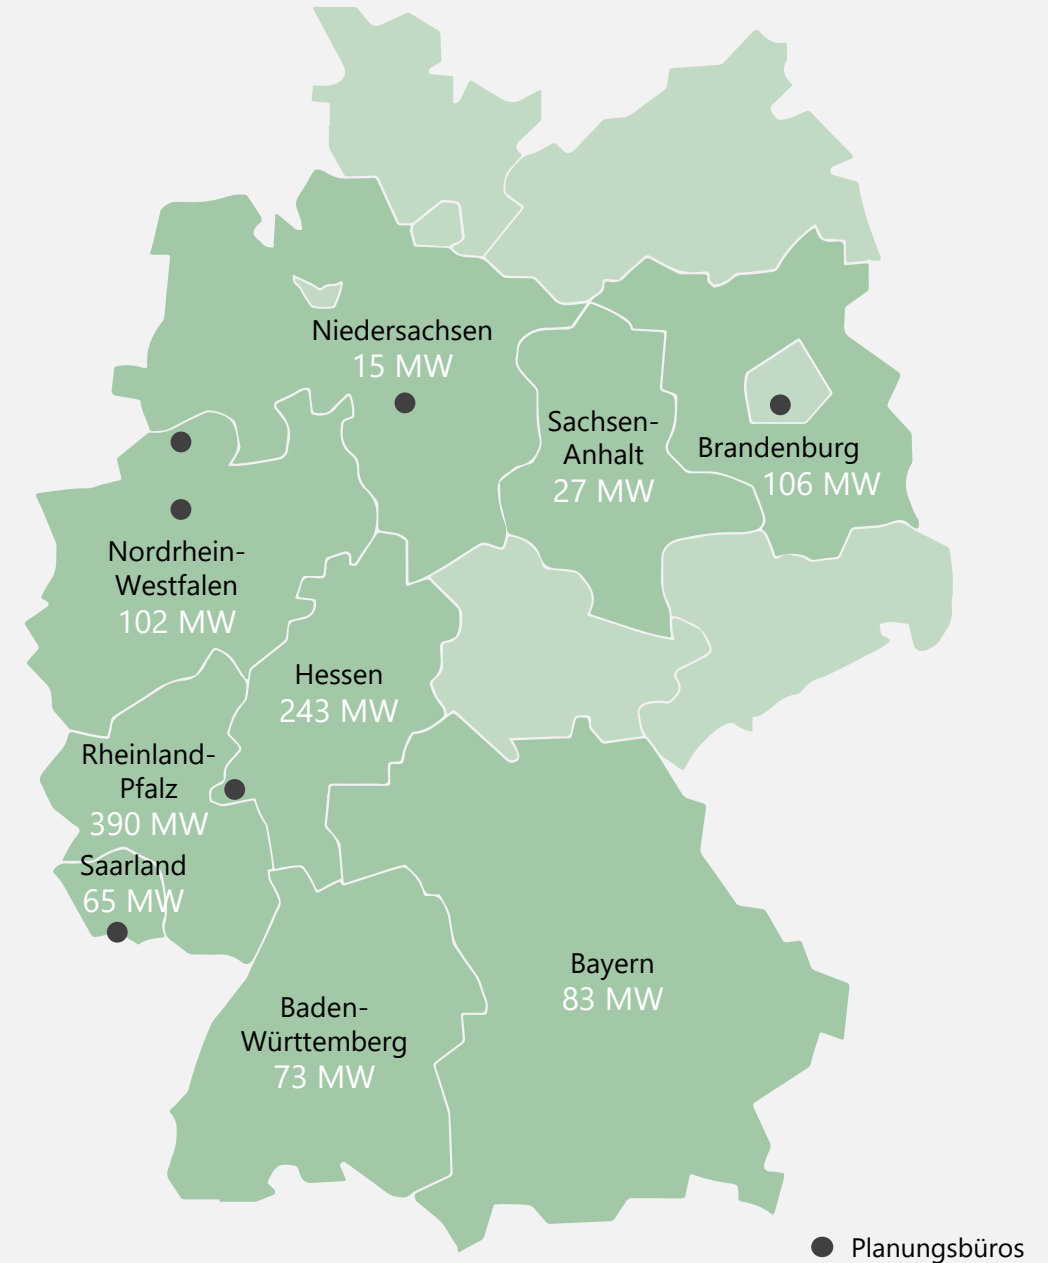 Niedersachsen
15 MW
Sachsen-
Anhalt
27 MW
Brandenburg
106 MW
Nordrhein-
Westfalen
102 MW
Hessen
243 MW
Rheinland-
Pfalz
390 MW
Saarland
65 MW
Bayern
83 MW
Baden-
Württemberg
73 MW
Planungsbüros